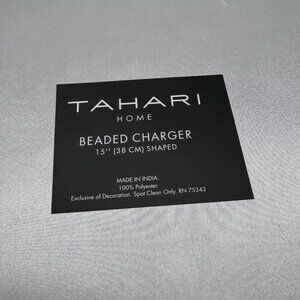 TAHARI
HOME
BEADED CHARGER
15'' (38 CM) SHAPED
MADE IN INDIA.
100% Polyester.
Exclusive of Decoration. Spot Clean Only. RN 75343